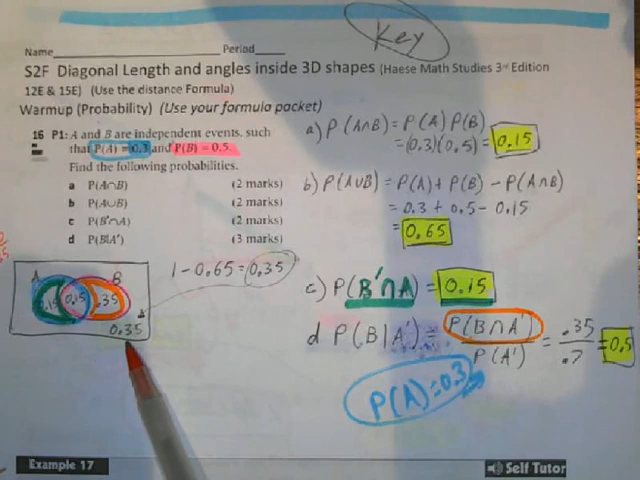 Key
Name Period
S2F Diagonal Length and angles inside 3D shapes (Haese Math Studies 3rd Edition
12E & 15E) (Use the distance Formula)
Warmup (Probability) (Use your formula packet)
16 P1: A and B are independent events, such
that P(A) = 0.3 and P(B) = 0.5.
Find the following probabilities.
a P(A∩B) (2 marks)
b P(A∪B) (2 marks)
c P(B'∩A) (2 marks)
d P(B|A') (3 marks)
a) P(A∩B) = P(A) P(B)
= (0.3)(0.5) = 0.15
b) P(A∪B) = P(A) + P(B) − P(A∩B)
= 0.3 + 0.5 − 0.15
= 0.65
1 − 0.65 = 0.35
A B
.15 0.15 .35
0.35
c) P(B'∩A) = 0.15
d P(B|A') = P(B∩A') / P(A') = .35 / .7 = 0.5
P(A) = 0.3
Example 17 Self Tutor